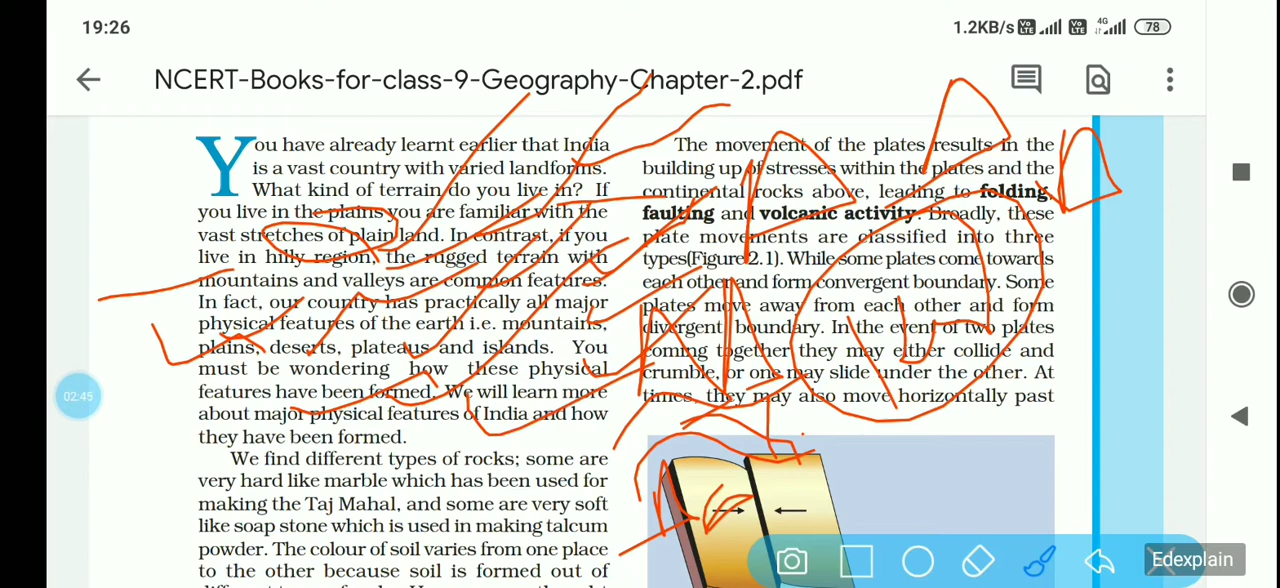 19:26
1.2KB/s Vo LTE Vo LTE 4G 78
NCERT-Books-for-class-9-Geography-Chapter-2.pdf
You have already learnt earlier that India
is a vast country with varied landforms.
What kind of terrain do you live in? If
you live in the plains you are familiar with the
vast stretches of plain land. In contrast, if you
live in hilly region, the rugged terrain with
mountains and valleys are common features.
In fact, our country has practically all major
physical features of the earth i.e. mountains,
plains, deserts, plateaus and islands. You
must be wondering how these physical
features have been formed. We will learn more
about major physical features of India and how
they have been formed.
We find different types of rocks; some are
very hard like marble which has been used for
making the Taj Mahal, and some are very soft
like soap stone which is used in making talcum
powder. The colour of soil varies from one place
to the other because soil is formed out of
The movement of the plates results in the
building up of stresses within the plates and the
continental rocks above, leading to folding,
faulting and volcanic activity. Broadly, these
plate movements are classified into three
types(Figure 2.1). While some plates come towards
each other and form convergent boundary. Some
plates move away from each other and form
divergent boundary. In the event of two plates
coming together they may either collide and
crumble, or one may slide under the other. At
times, they may also move horizontally past
02:45
Edexplain